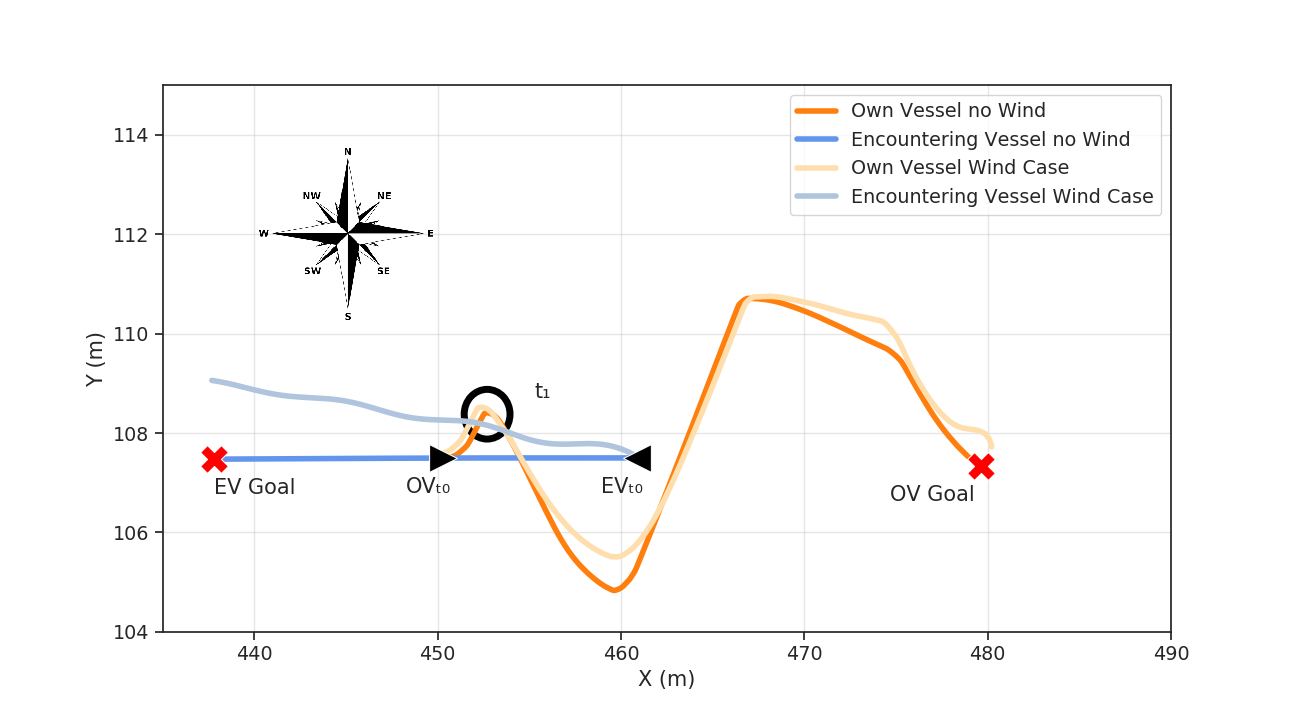 Own Vessel no Wind
Encountering Vessel no Wind
Own Vessel Wind Case
Encountering Vessel Wind Case
114
112
110
108
106
104
Y (m)
N
NW NE
W E
SW SE
S
t₁
EV Goal
OVₜ₀
EVₜ₀
OV Goal
440 450 460 470 480 490
X (m)